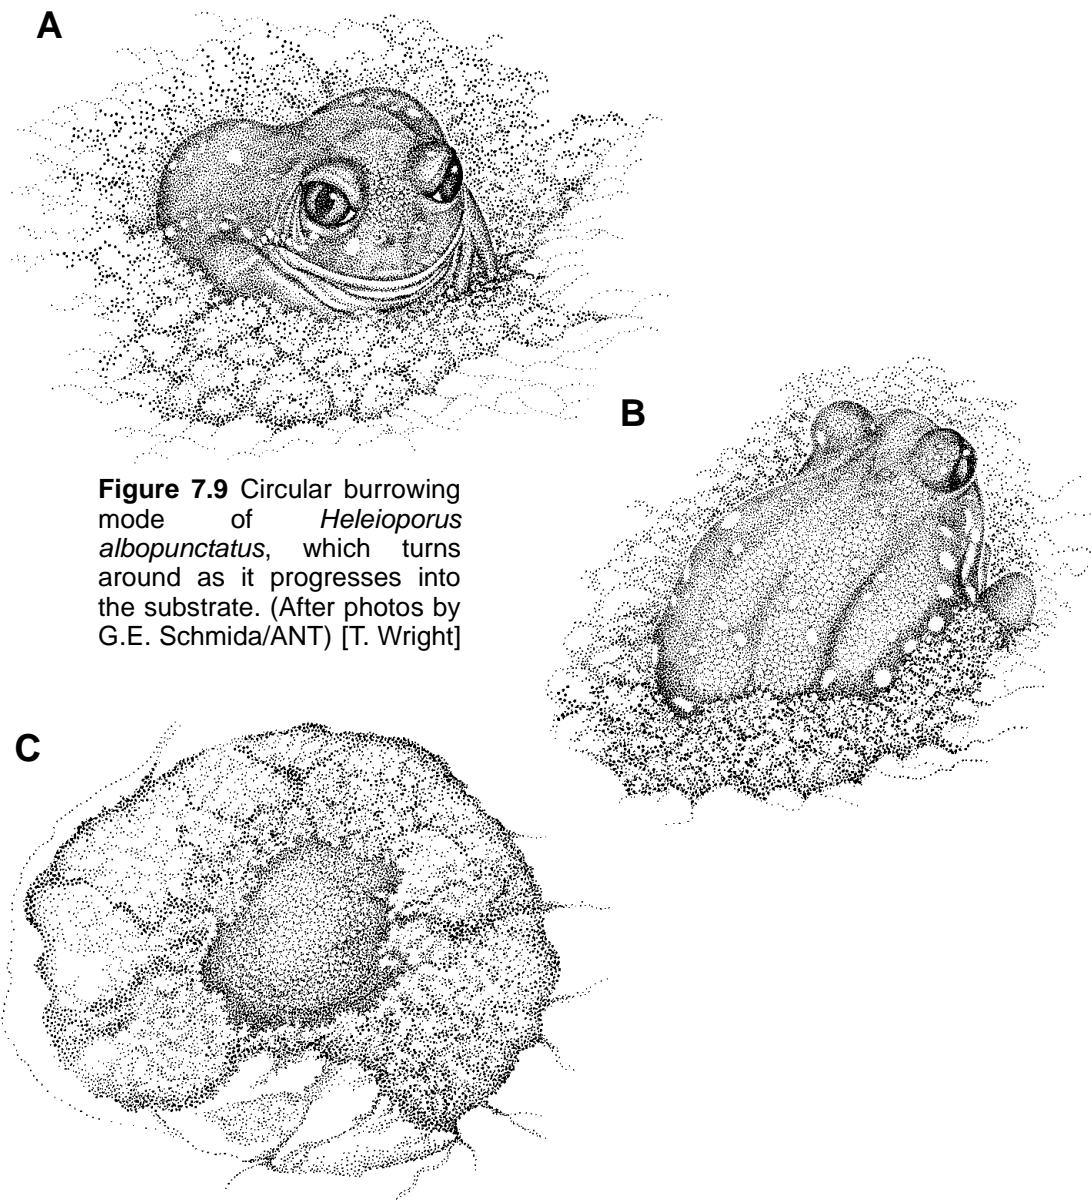 A
B
Figure 7.9 Circular burrowing
mode of Heleioporus
albopunctatus, which turns
around as it progresses into
the substrate. (After photos by
G.E. Schmida/ANT) [T. Wright]
C